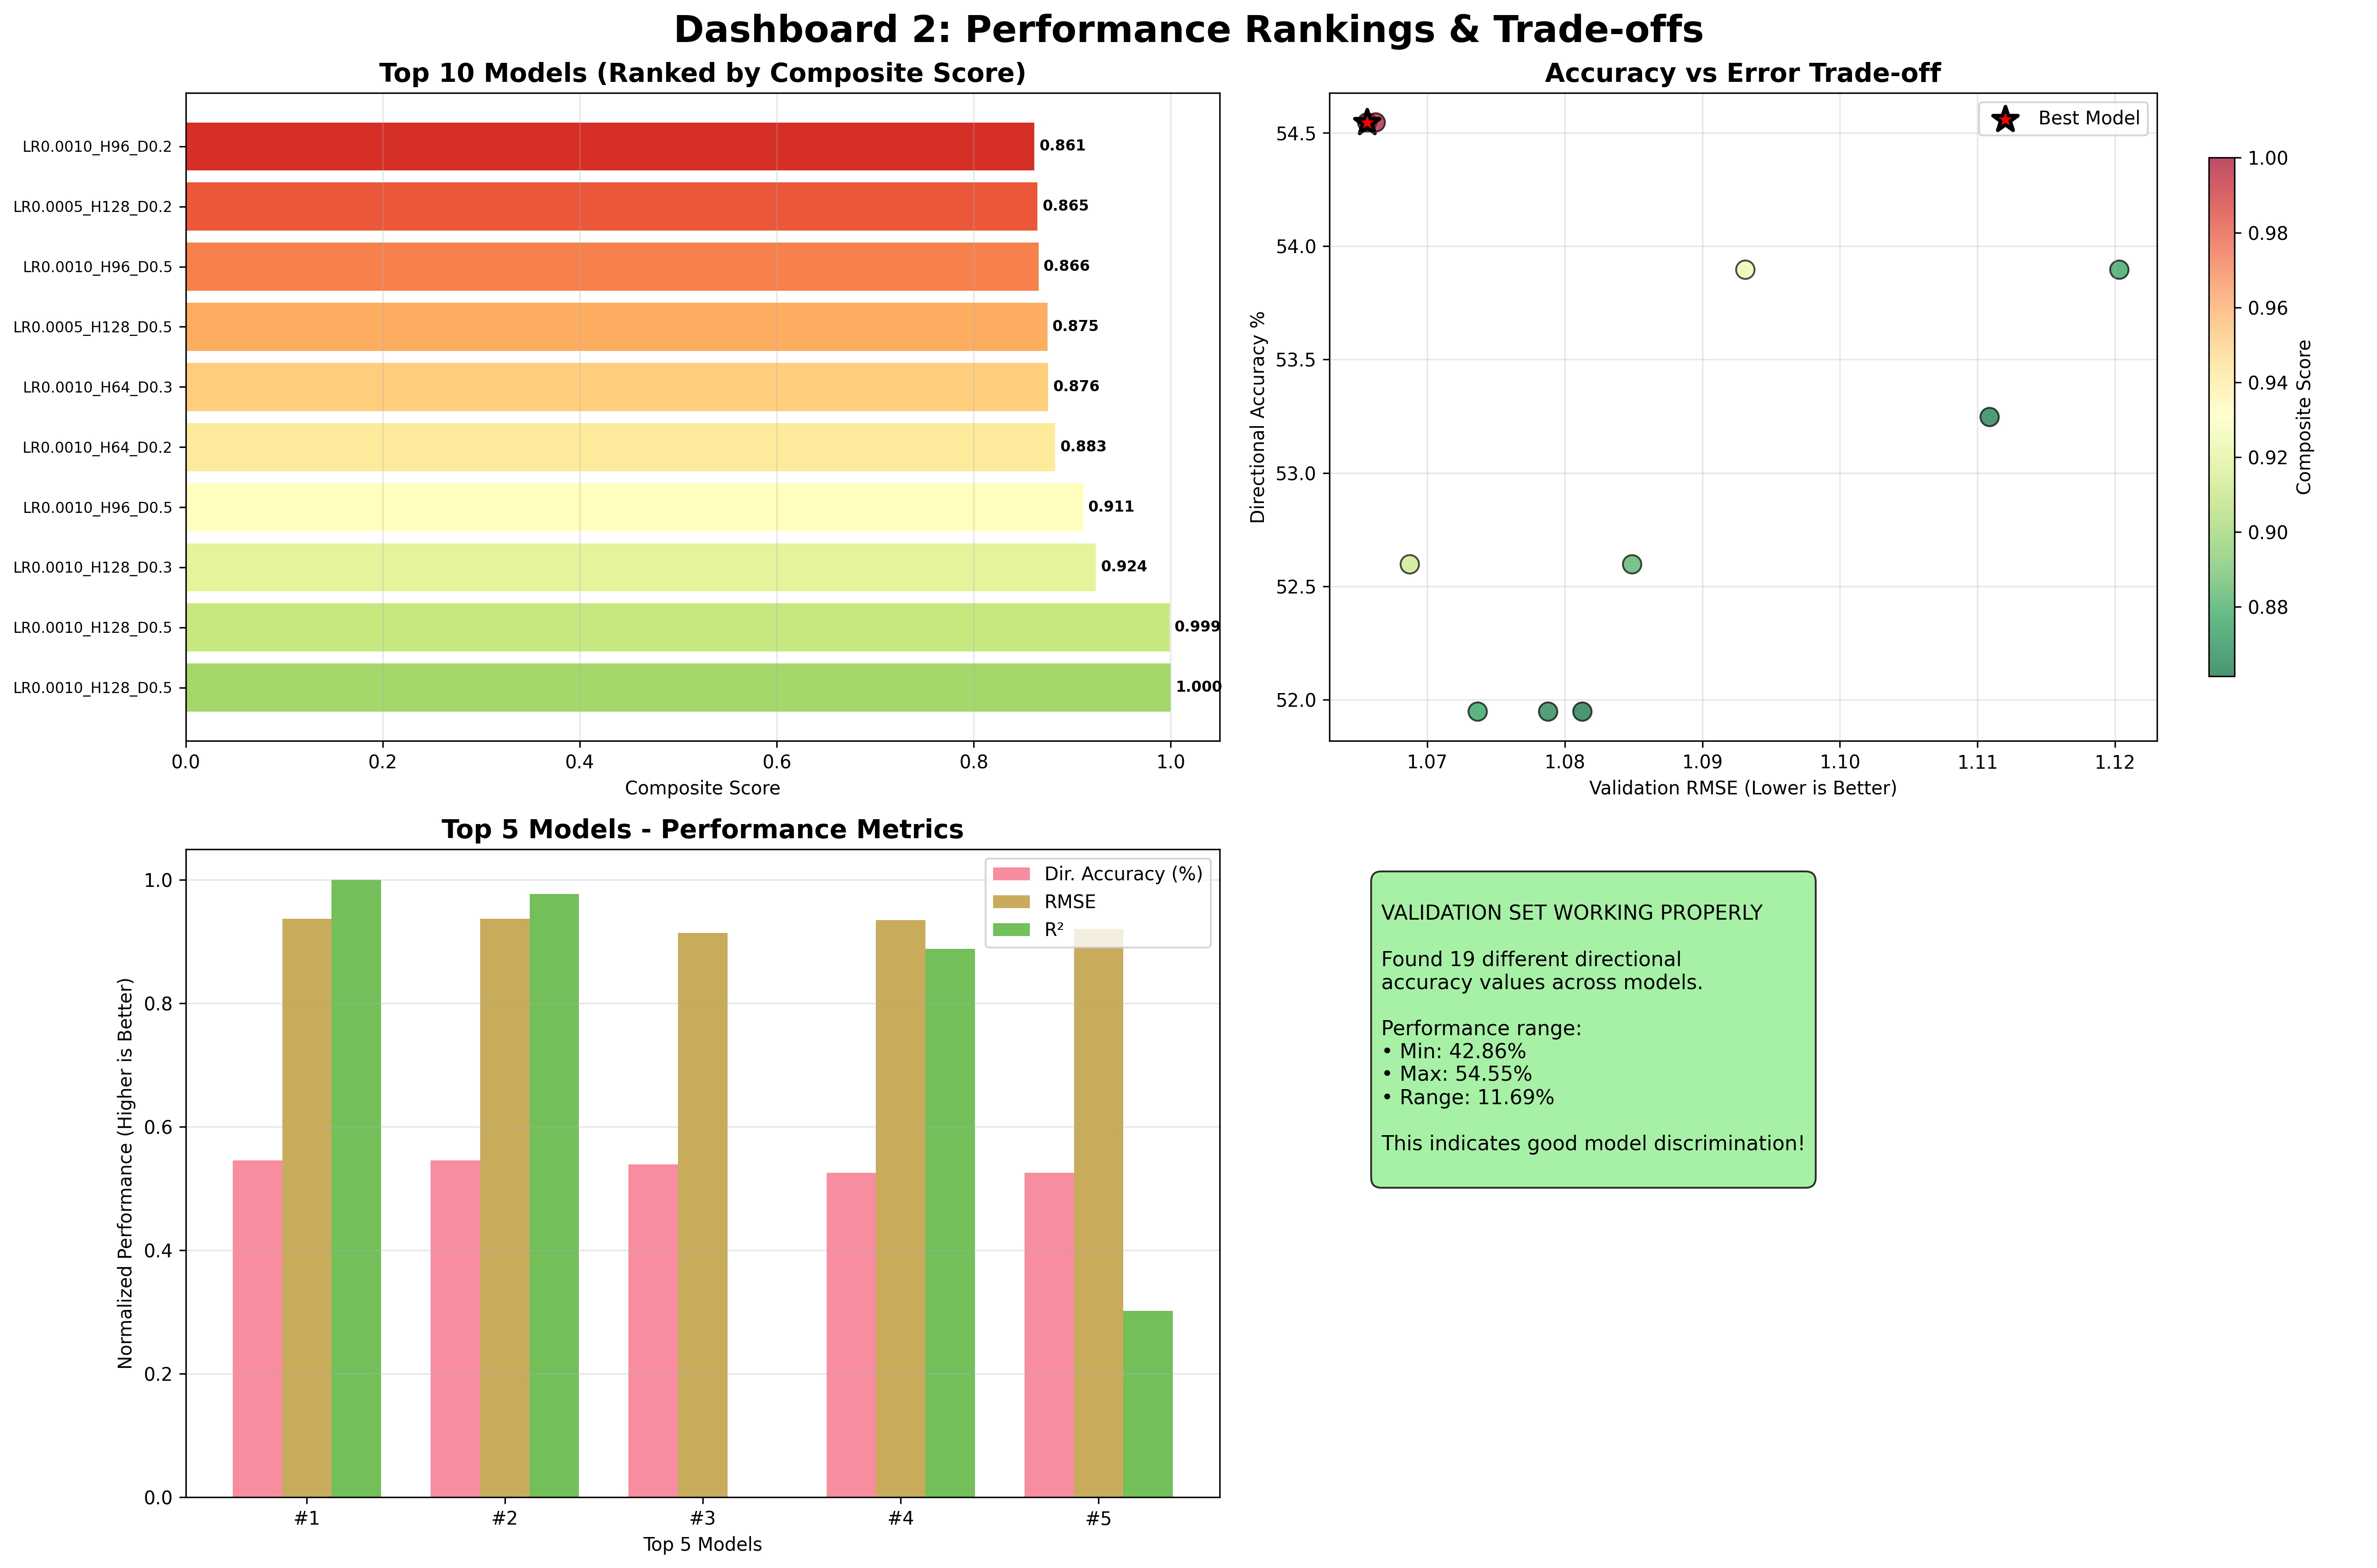 Dashboard 2: Performance Rankings & Trade-offs
Top 10 Models (Ranked by Composite Score)
LR0.0010_H96_D0.2
0.861
LR0.0005_H128_D0.2
0.865
LR0.0010_H96_D0.5
0.866
LR0.0005_H128_D0.5
0.875
LR0.0010_H64_D0.3
0.876
LR0.0010_H64_D0.2
0.883
LR0.0010_H96_D0.5
0.911
LR0.0010_H128_D0.3
0.924
LR0.0010_H128_D0.5
0.999
LR0.0010_H128_D0.5
1.000
0.0 0.2 0.4 0.6 0.8 1.0
Composite Score
Accuracy vs Error Trade-off
Best Model
54.5
54.0
53.5
53.0
52.5
52.0
Directional Accuracy %
1.07 1.08 1.09 1.10 1.11 1.12
Validation RMSE (Lower is Better)
1.00
0.98
0.96
0.94
0.92
0.90
0.88
Composite Score
Top 5 Models - Performance Metrics
Dir. Accuracy (%)
RMSE
R²
1.0
0.8
0.6
0.4
0.2
0.0
Normalized Performance (Higher is Better)
#1 #2 #3 #4 #5
Top 5 Models
VALIDATION SET WORKING PROPERLY
Found 19 different directional
accuracy values across models.
Performance range:
• Min: 42.86%
• Max: 54.55%
• Range: 11.69%
This indicates good model discrimination!